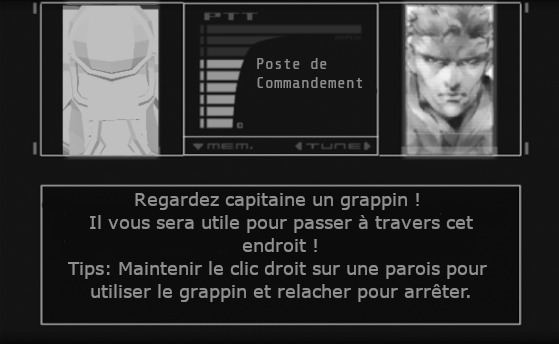 PTT
Poste de
Commandement
MEM.
TUNE
Regardez capitaine un grappin !
Il vous sera utile pour passer à travers cet
endroit !
Tips: Maintenir le clic droit sur une parois pour
utiliser le grappin et relacher pour arrêter.